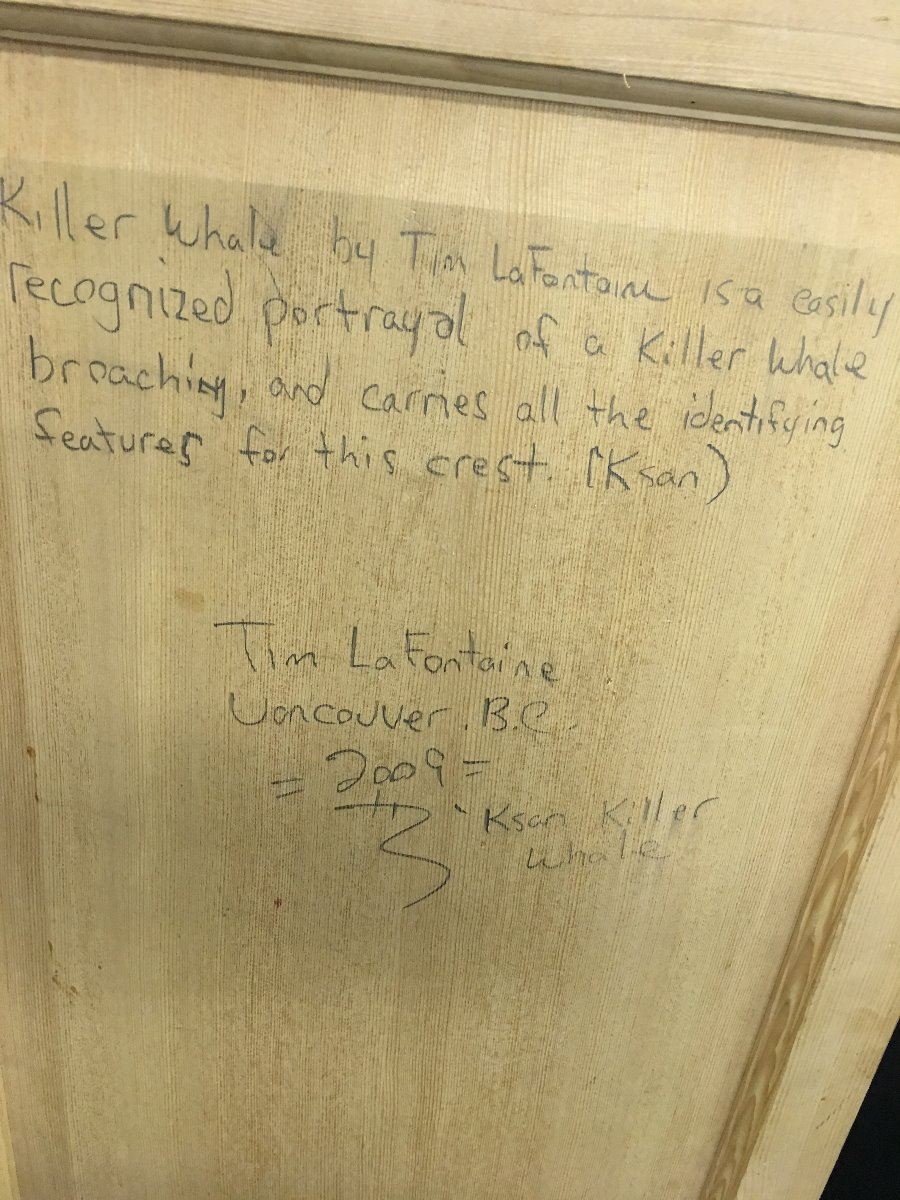 Killer Whale by Tim LaFontaine is a easily
recognized portrayal of a Killer Whale
broaching, and carries all the identifying
features for this crest. (Ksan)
Tim LaFontaine
Vancouver. B.C.
= 2009 =
Ksan Killer
Whale